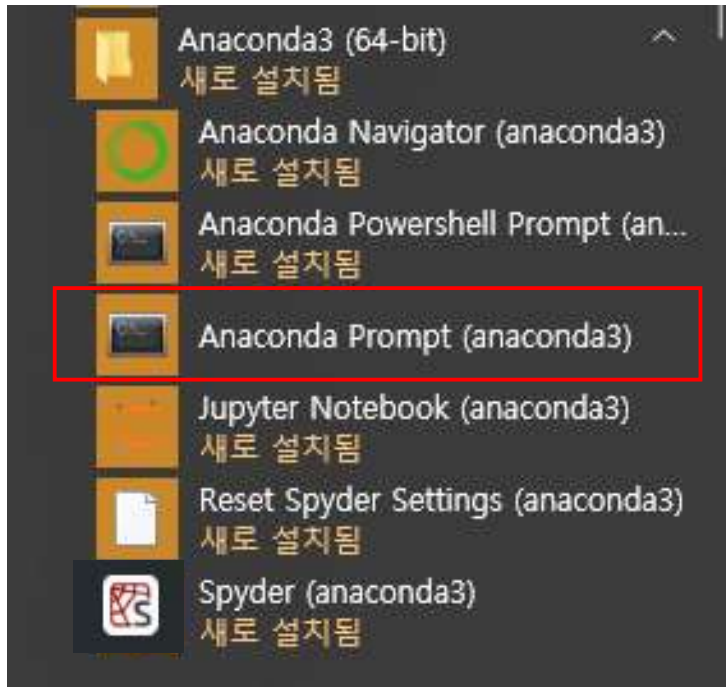 Anaconda3 (64-bit)
새로 설치됨
Anaconda Navigator (anaconda3)
새로 설치됨
Anaconda Powershell Prompt (an...
새로 설치됨
Anaconda Prompt (anaconda3)
Jupyter Notebook (anaconda3)
새로 설치됨
Reset Spyder Settings (anaconda3)
새로 설치됨
Spyder (anaconda3)
새로 설치됨